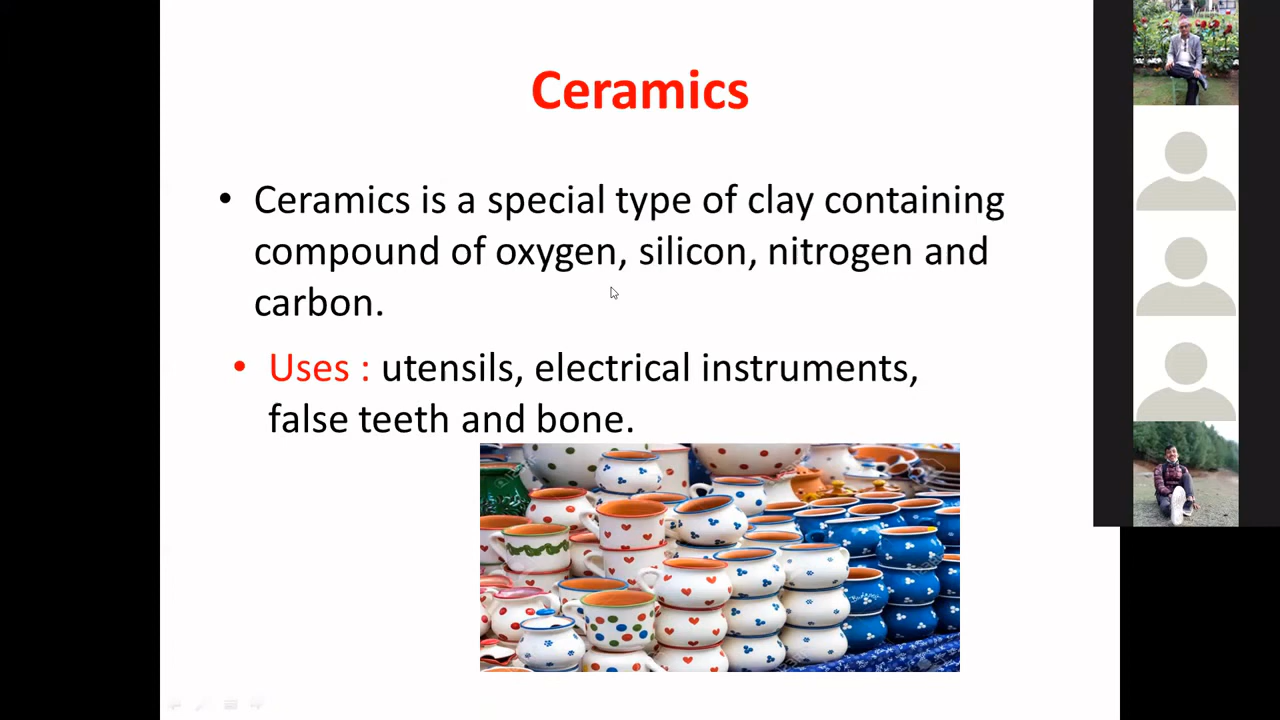 Ceramics
• Ceramics is a special type of clay containing
compound of oxygen, silicon, nitrogen and
carbon.
• Uses : utensils, electrical instruments,
false teeth and bone.